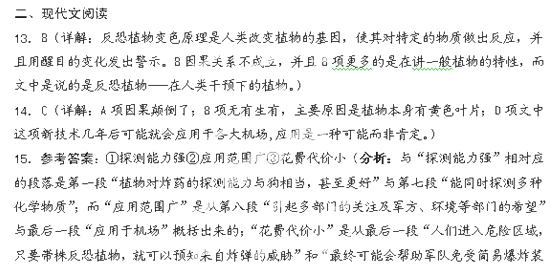 二、现代文阅读
13. B（详解：反恐植物变色原理是人类改变植物的基因，使其对特定的物质做出反应，并
且用醒目的变化发出警示。B因果关系不成立，并且B项更多的是在讲一般植物的特性，而
文中是说的是反恐植物——在人类干预下的植物。）
14. C（详解：A项因果颠倒了；B项无有生有，主要原因是植物本身有黄色叶片；D项文中
这项新技术几年后可能就会应用于各大机场，应用是一种可能而非肯定。）
15. 参考答案：①探测能力强②应用范围广③花费代价小（分析：与“探测能力强”相对应
的段落是第一段“植物对炸药的探测能力与狗相当，甚至更好”与第七段“能同时探测多种
化学物质”；而“应用范围广”是从第八段“引起多部门的关注及军方、环境等部门的希望”
与最后一段“应用于机场”概括出来的；“花费代价小”是从最后一段“人们进入危险区域，
只要带株反恐植物，就可以预知来自炸弹的威胁”和“最终可能会帮助军队免受简易爆炸装